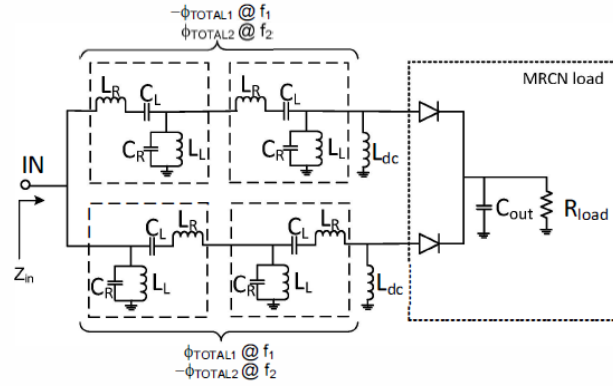 -ϕTOTAL1 @ f1
ϕTOTAL2 @ f2
MRCN load
LR
CL
LR
CL
CR
LL
CR
LL
Ldc
IN
Zin
Cout
Rload
CL
LR
CL
LR
CR
LL
CR
LL
Ldc
ϕTOTAL1 @ f1
-ϕTOTAL2 @ f2